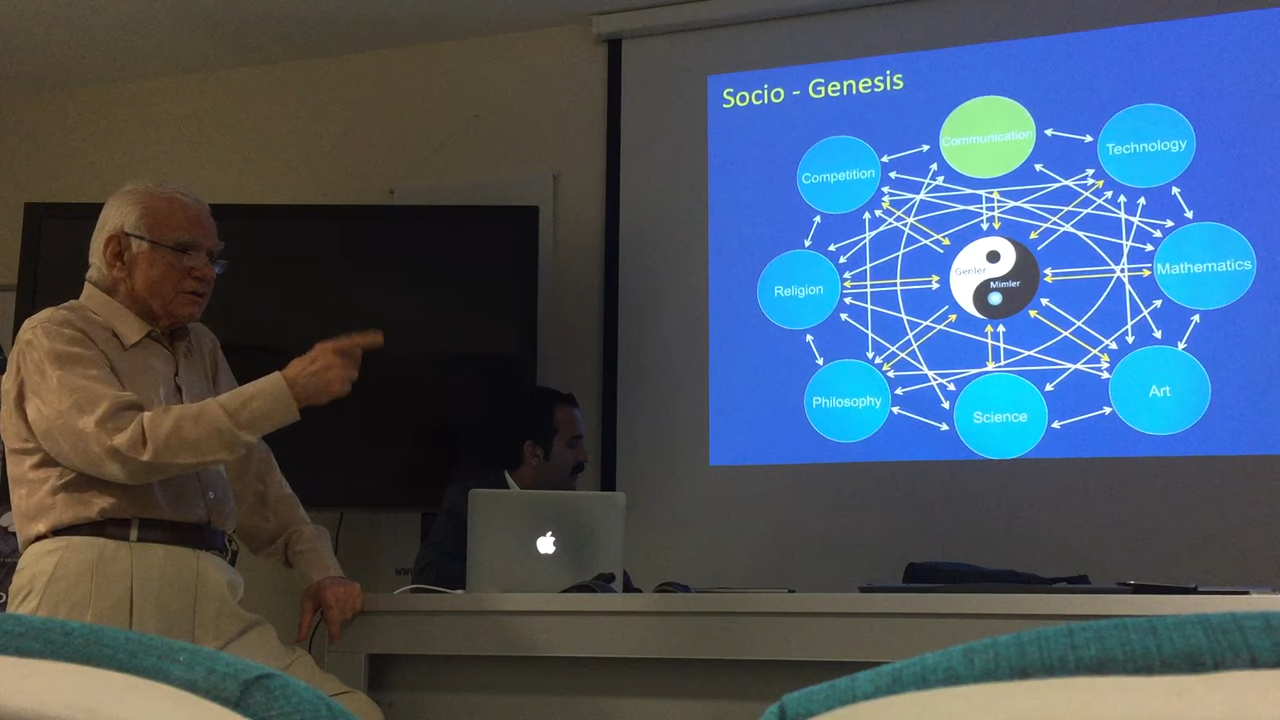 Socio - Genesis
Communication
Technology
Competition
Mathematics
Genler
Mimler
Religion
Art
Philosophy
Science